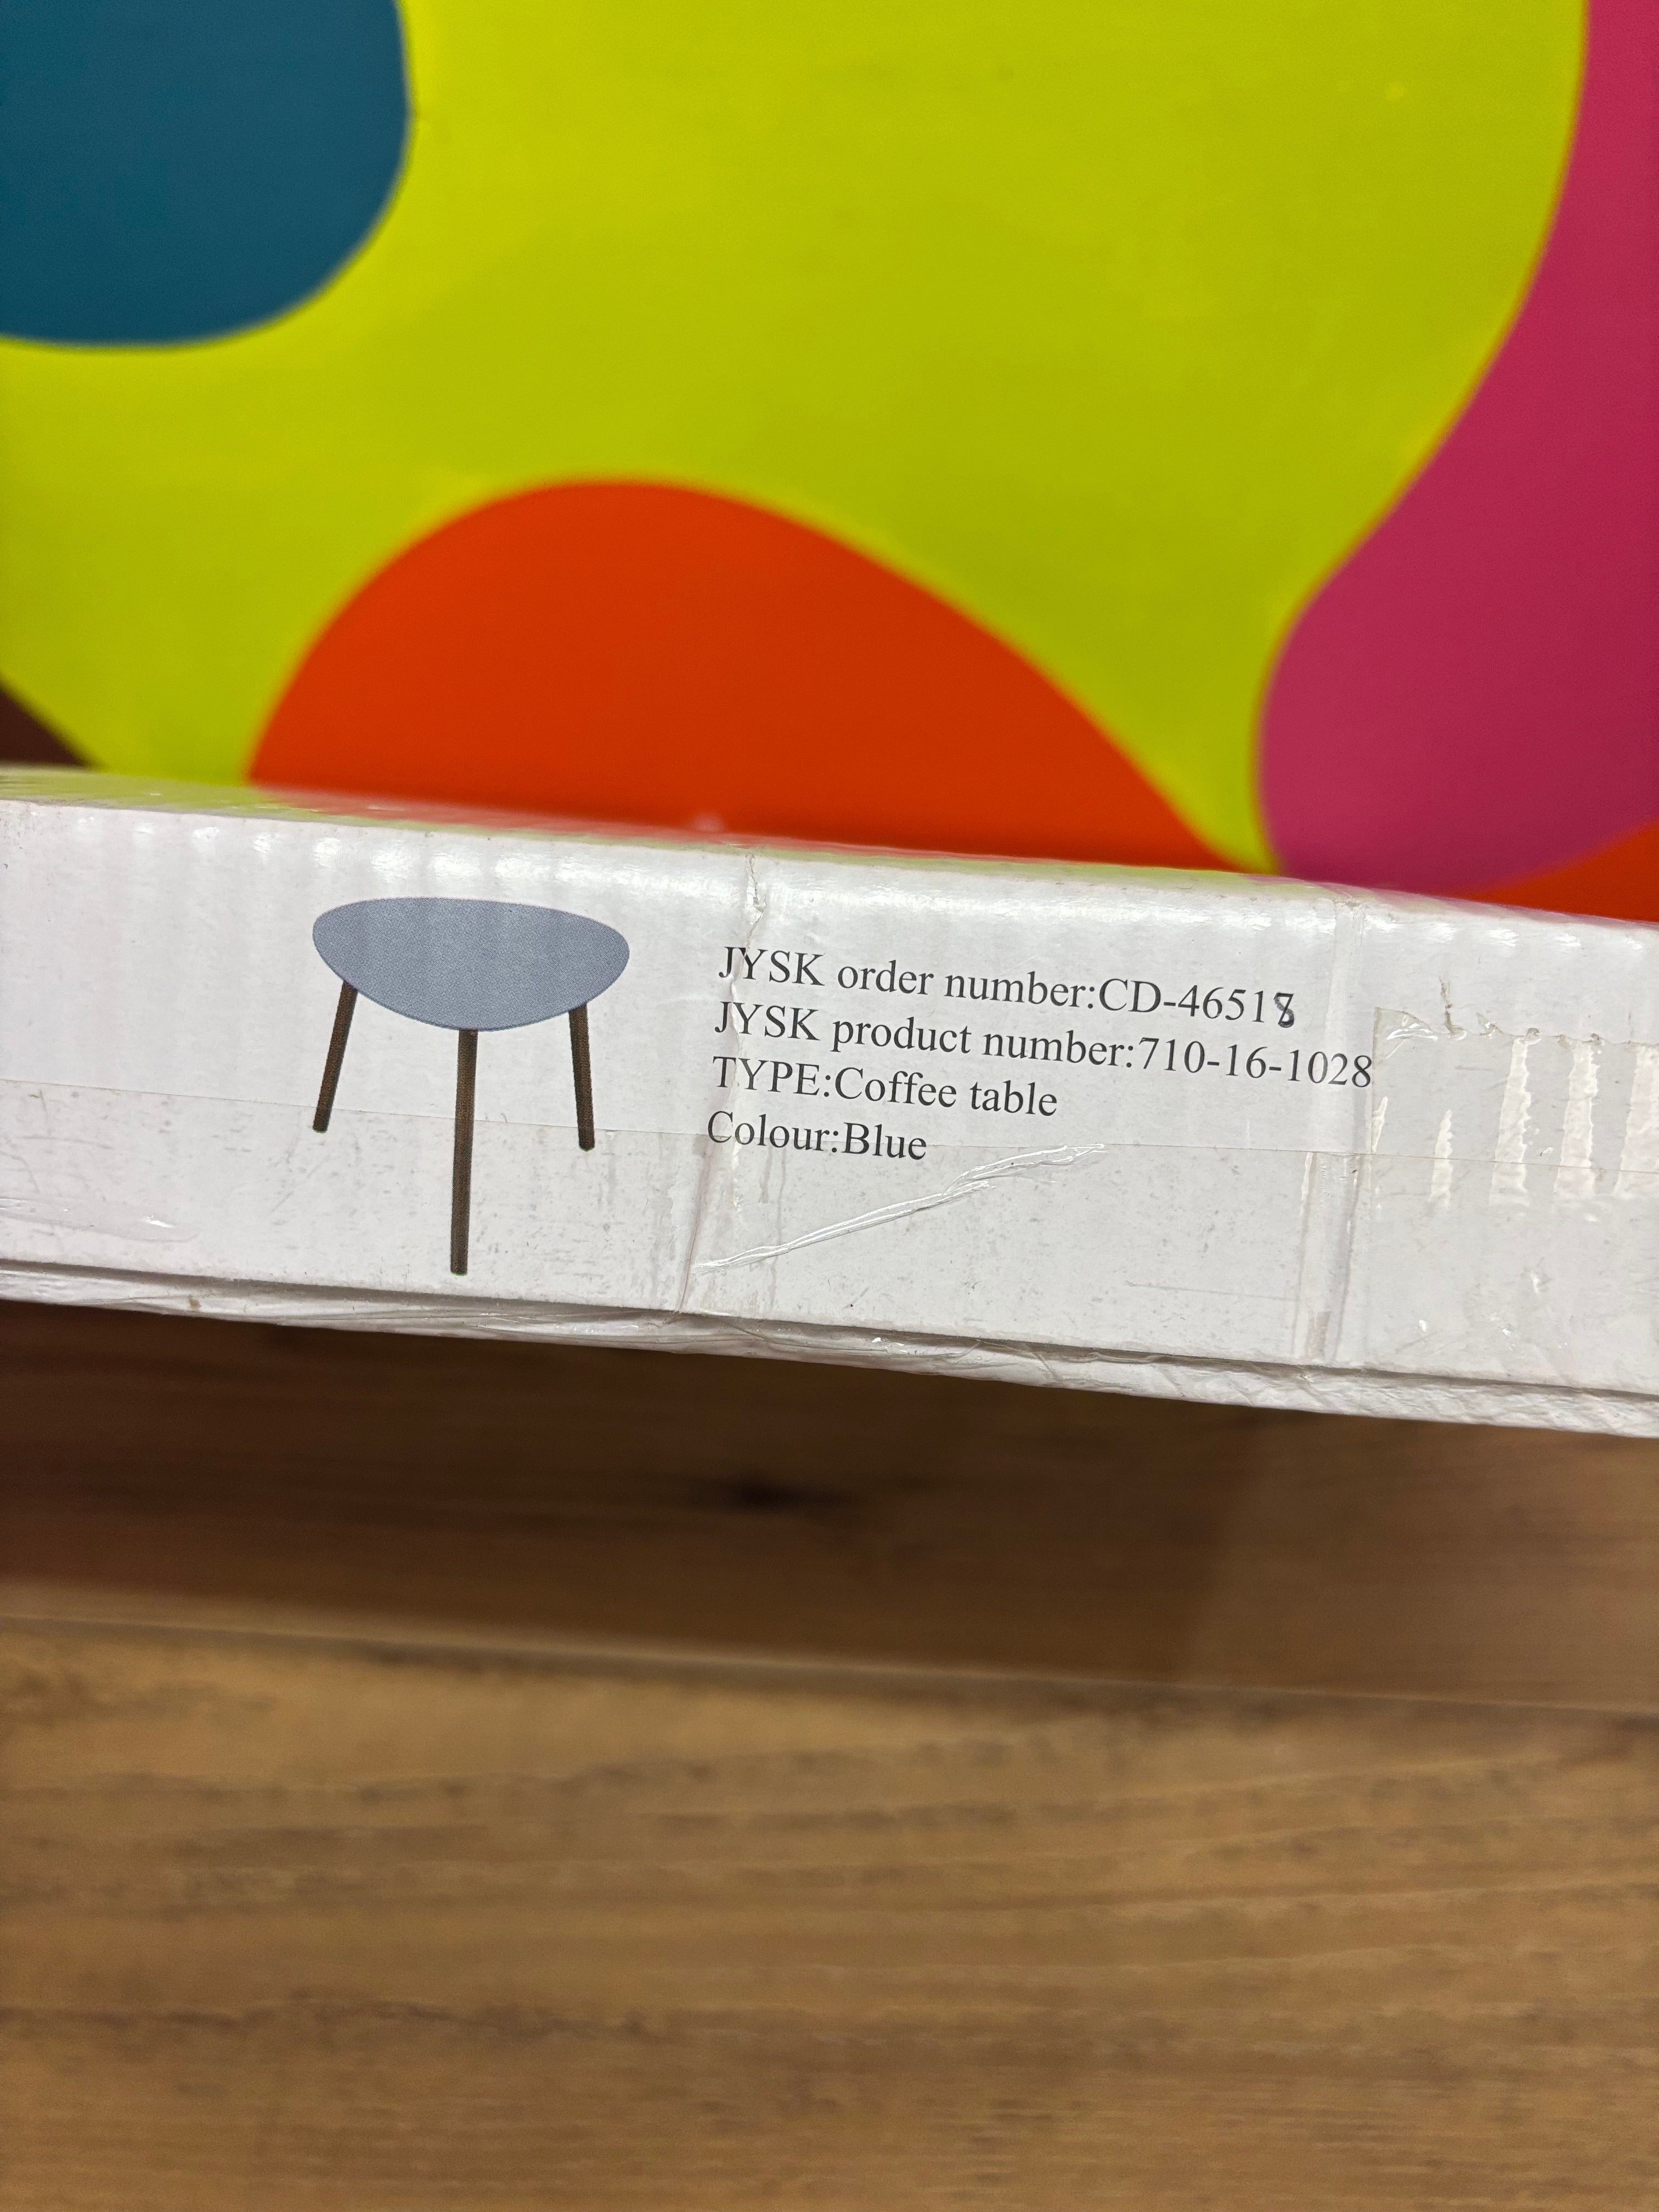 JYSK order number:CD-46518
JYSK product number:710-16-1028
TYPE:Coffee table
Colour:Blue